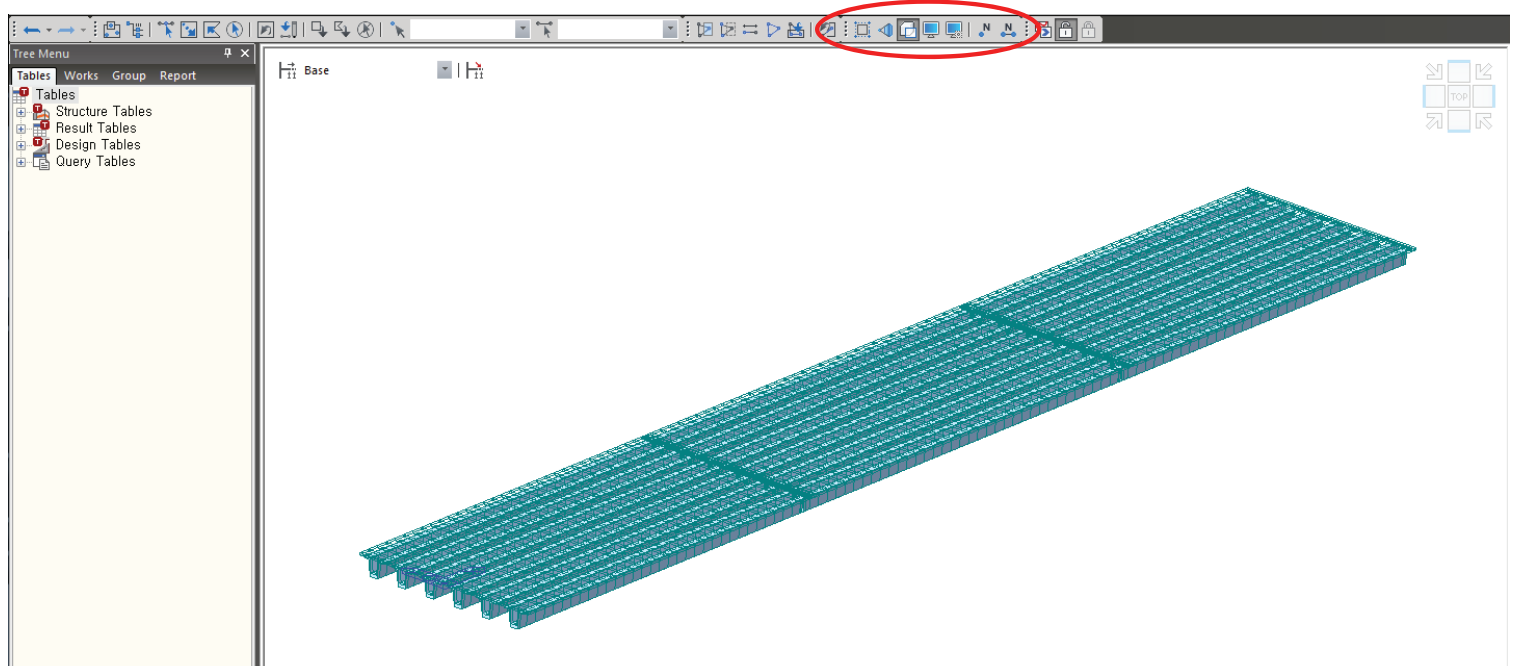 N N
Tree Menu
Tables Works Group Report
Tables
Structure Tables
Result Tables
Design Tables
Query Tables
Base
TOP